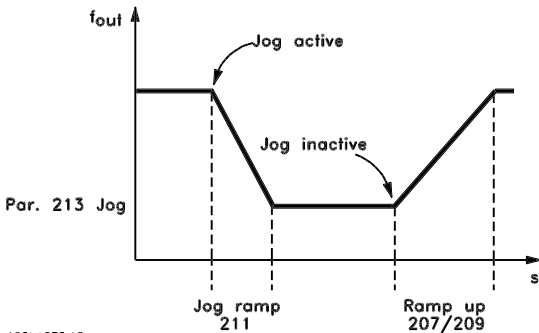 fout
Jog active
Jog inactive
Par. 213 Jog
s
Jog ramp
211
Ramp up
207/209